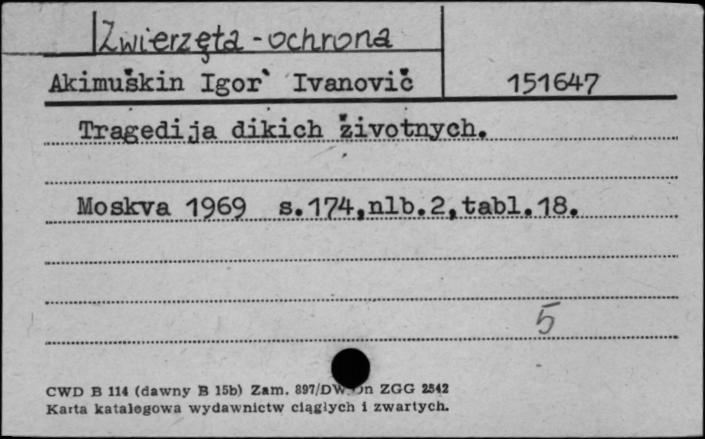 Zwierzęta - ochrona
Akimuškin Igor` Ivanovič 151647
Tragedija dikich životnych.
Moskva 1969 s.174,nlb.2,tabl.18.
5
CWD B 114 (dawny B 15b) Zam. 897/DW ZGG 2542
Karta katalogowa wydawnictw ciągłych i zwartych.